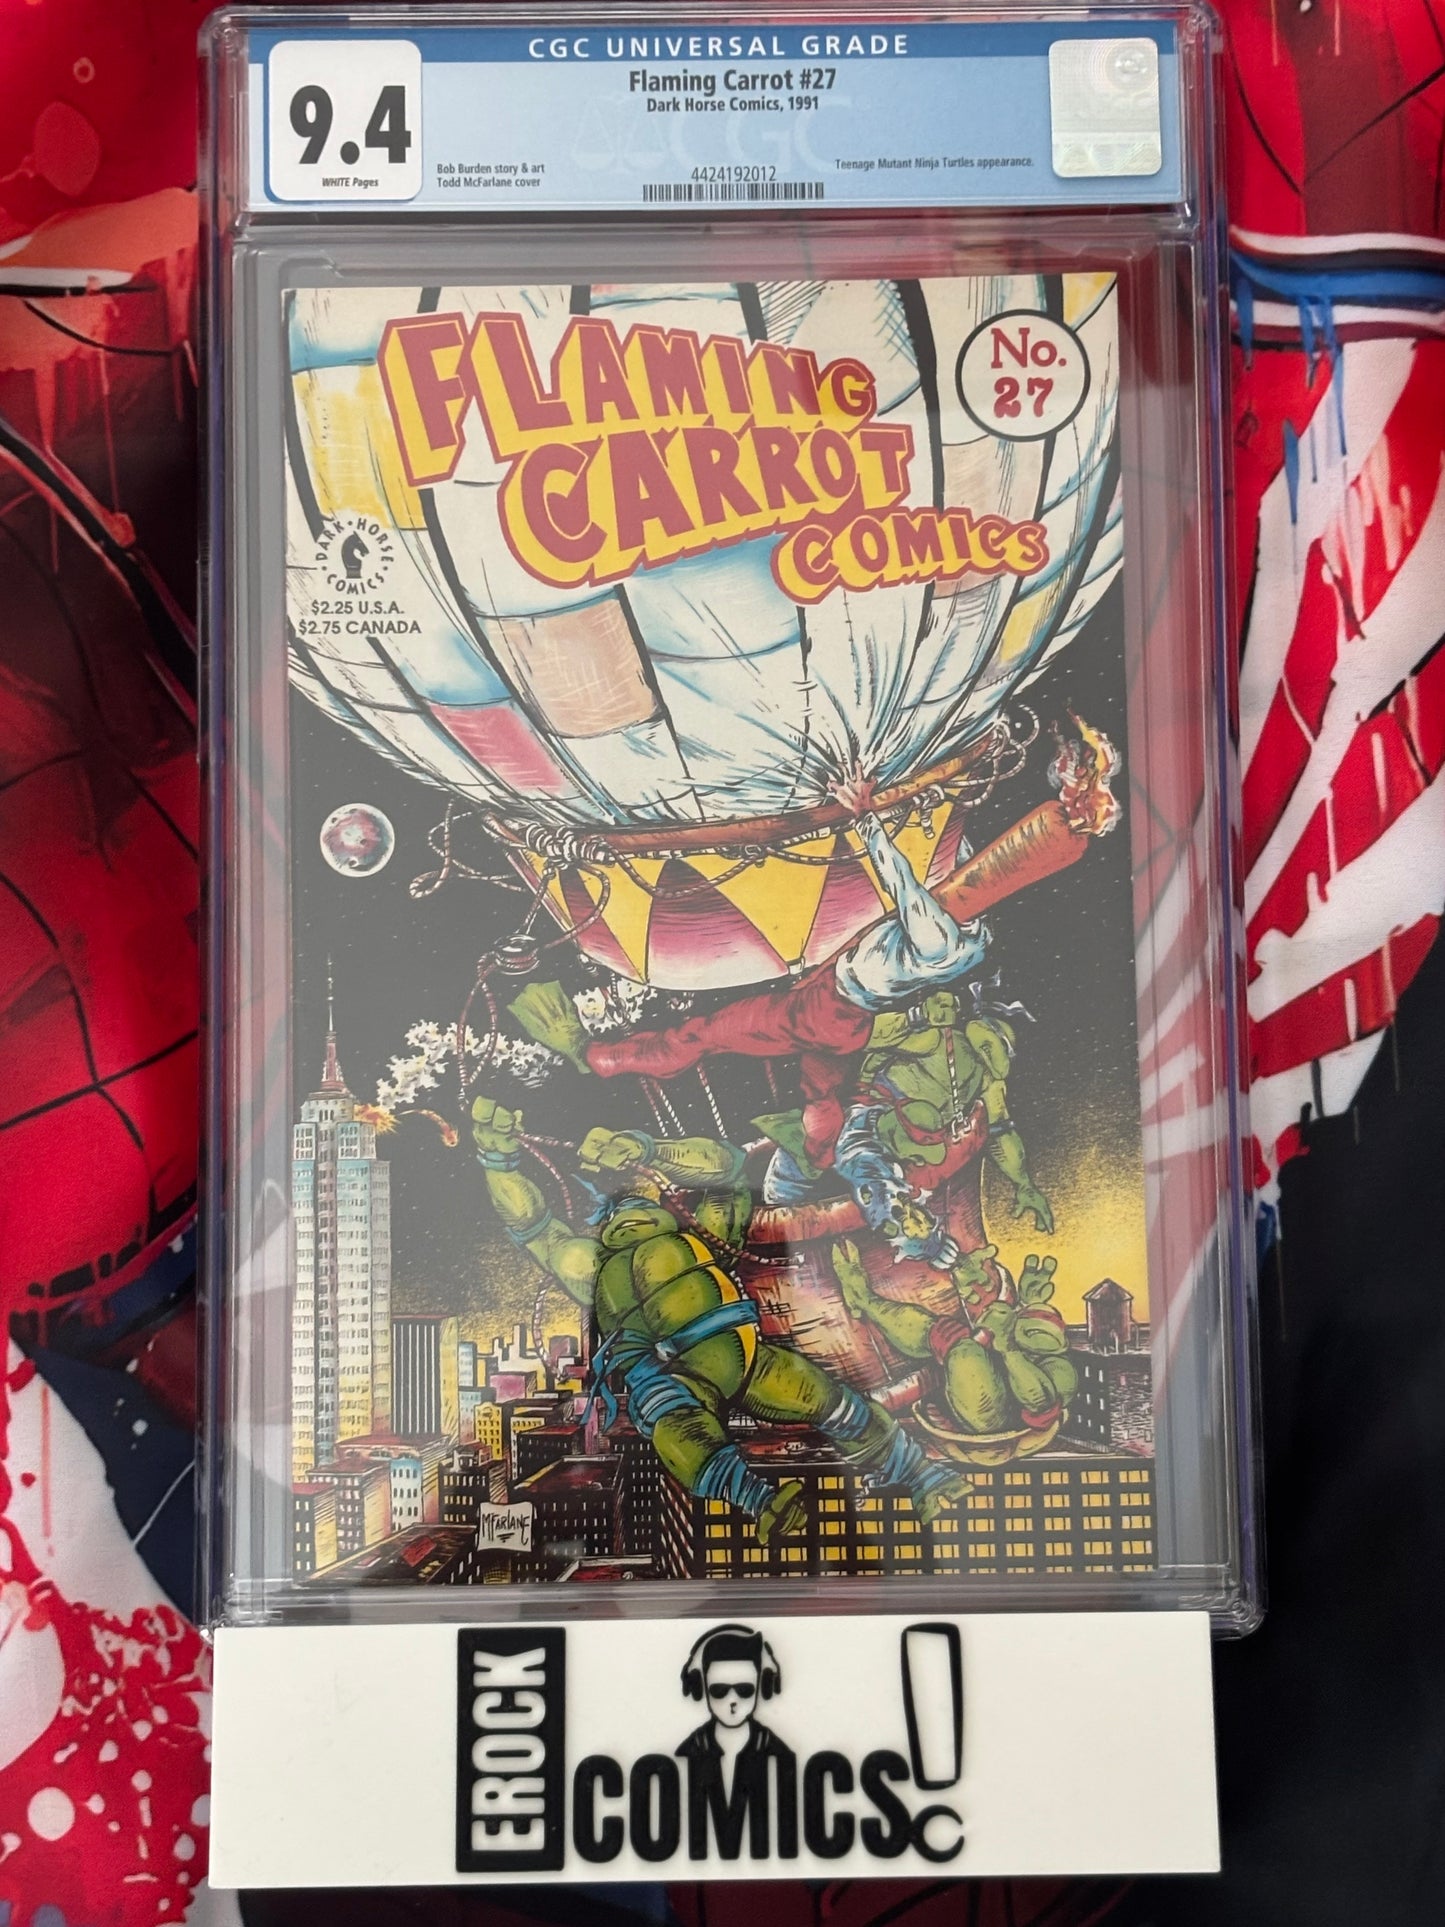 CGC UNIVERSAL GRADE
9.4
WHITE Pages
Flaming Carrot #27
Dark Horse Comics, 1991
Bob Burden story & art
Todd McFarlane cover
4424192012
Teenage Mutant Ninja Turtles appearance.
CGC
FLAMING
CARROT
COMICS
No.
27
DARK • HORSE
COMICS
$2.25 U.S.A.
$2.75 CANADA
McFARLANE
EROCK
COMICS!